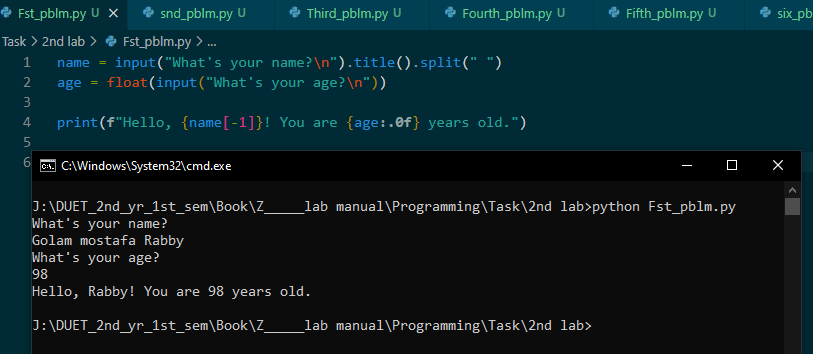 Fst_pblm.py U snd_pblm.py U Third_pblm.py U Fourth_pblm.py U Fifth_pblm.py U six_pb
Task > 2nd lab > Fst_pblm.py > ...
1 name = input("What's your name?\n").title().split(" ")
2 age = float(input("What's your age?\n"))
3
4 print(f"Hello, {name[-1]}! You are {age:.0f} years old.")
5
6
C:\Windows\System32\cmd.exe
J:\DUET_2nd_yr_1st_sem\Book\Z_____lab manual\Programming\Task\2nd lab>python Fst_pblm.py
What's your name?
Golam mostafa Rabby
What's your age?
98
Hello, Rabby! You are 98 years old.
J:\DUET_2nd_yr_1st_sem\Book\Z_____lab manual\Programming\Task\2nd lab>